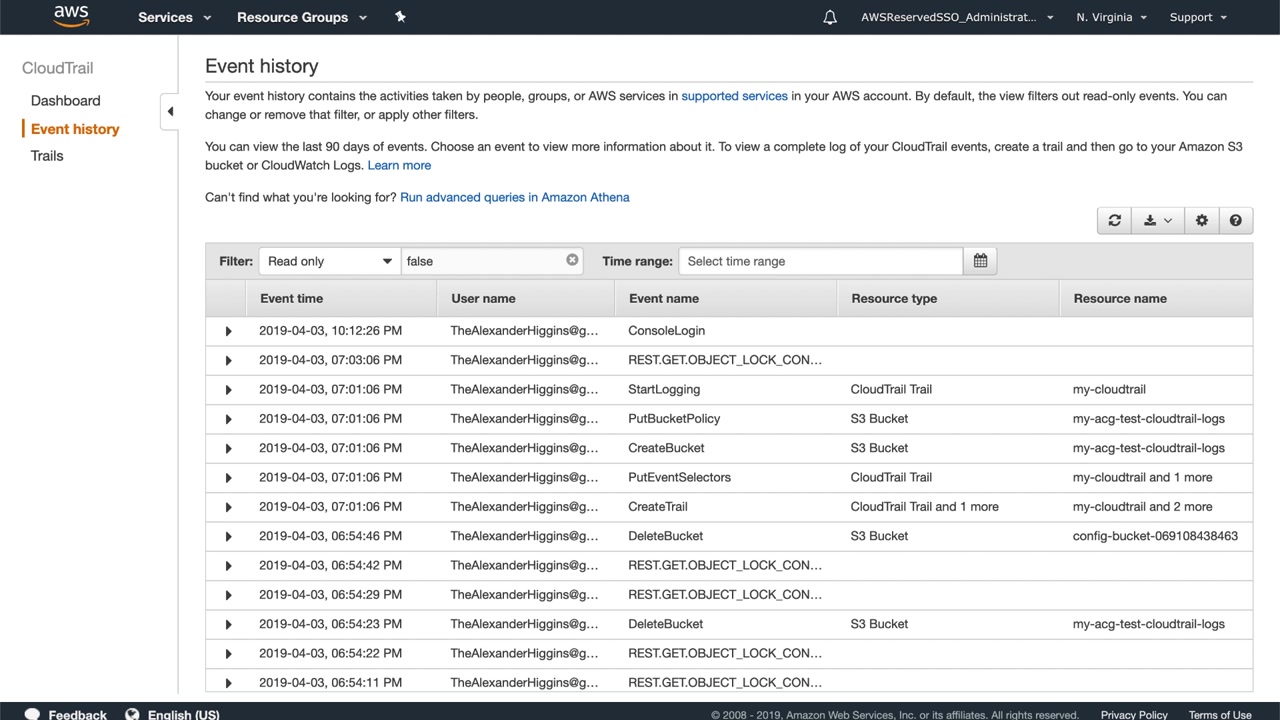 aws
Services
Resource Groups
AWSReservedSSO_Administrat...
N. Virginia
Support
CloudTrail
Dashboard
Event history
Trails
Event history
Your event history contains the activities taken by people, groups, or AWS services in supported services in your AWS account. By default, the view filters out read-only events. You can
change or remove that filter, or apply other filters.
You can view the last 90 days of events. Choose an event to view more information about it. To view a complete log of your CloudTrail events, create a trail and then go to your Amazon S3
bucket or CloudWatch Logs. Learn more
Can't find what you're looking for? Run advanced queries in Amazon Athena
Filter: Read only false Time range: Select time range
Event time User name Event name Resource type Resource name
2019-04-03, 10:12:26 PM TheAlexanderHiggins@g... ConsoleLogin
2019-04-03, 07:03:06 PM TheAlexanderHiggins@g... REST.GET.OBJECT_LOCK_CON...
2019-04-03, 07:01:06 PM TheAlexanderHiggins@g... StartLogging CloudTrail Trail my-cloudtrail
2019-04-03, 07:01:06 PM TheAlexanderHiggins@g... PutBucketPolicy S3 Bucket my-acg-test-cloudtrail-logs
2019-04-03, 07:01:06 PM TheAlexanderHiggins@g... CreateBucket S3 Bucket my-acg-test-cloudtrail-logs
2019-04-03, 07:01:06 PM TheAlexanderHiggins@g... PutEventSelectors CloudTrail Trail my-cloudtrail and 1 more
2019-04-03, 07:01:06 PM TheAlexanderHiggins@g... CreateTrail CloudTrail Trail and 1 more my-cloudtrail and 2 more
2019-04-03, 06:54:46 PM TheAlexanderHiggins@g... DeleteBucket S3 Bucket config-bucket-069108438463
2019-04-03, 06:54:42 PM TheAlexanderHiggins@g... REST.GET.OBJECT_LOCK_CON...
2019-04-03, 06:54:29 PM TheAlexanderHiggins@g... REST.GET.OBJECT_LOCK_CON...
2019-04-03, 06:54:23 PM TheAlexanderHiggins@g... DeleteBucket S3 Bucket my-acg-test-cloudtrail-logs
2019-04-03, 06:54:22 PM TheAlexanderHiggins@g... REST.GET.OBJECT_LOCK_CON...
2019-04-03, 06:54:11 PM TheAlexanderHiggins@g... REST.GET.OBJECT_LOCK_CON...
Feedback English (US) © 2008 - 2019, Amazon Web Services, Inc. or its affiliates. All rights reserved. Privacy Policy Terms of Use